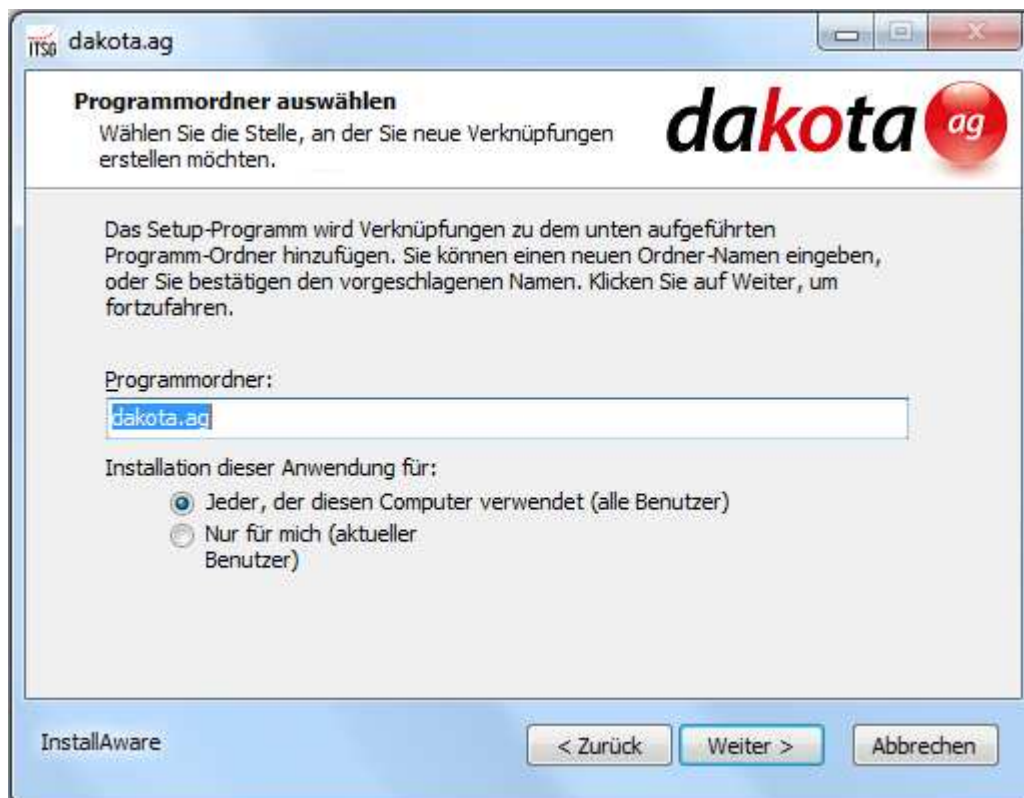 ITSG dakota.ag
Programmordner auswählen
Wählen Sie die Stelle, an der Sie neue Verknüpfungen
erstellen möchten.
dakota ag
Das Setup-Programm wird Verknüpfungen zu dem unten aufgeführten
Programm-Ordner hinzufügen. Sie können einen neuen Ordner-Namen eingeben,
oder Sie bestätigen den vorgeschlagenen Namen. Klicken Sie auf Weiter, um
fortzufahren.
Programmordner:
dakota.ag
Installation dieser Anwendung für:
Jeder, der diesen Computer verwendet (alle Benutzer)
Nur für mich (aktueller
Benutzer)
InstallAware
< Zurück
Weiter >
Abbrechen